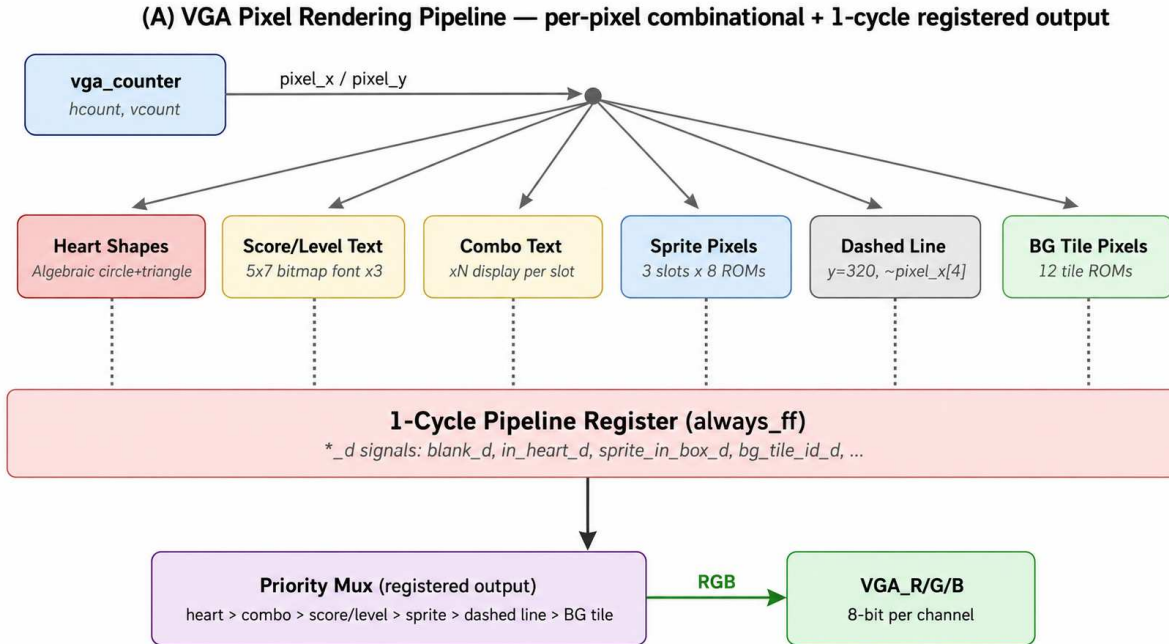 (A) VGA Pixel Rendering Pipeline — per-pixel combinational + 1-cycle registered output
vga_counter
hcount, vcount
pixel_x / pixel_y
Heart Shapes
Algebraic circle+triangle
Score/Level Text
5x7 bitmap font x3
Combo Text
xN display per slot
Sprite Pixels
3 slots x 8 ROMs
Dashed Line
y=320, ~pixel_x[4]
BG Tile Pixels
12 tile ROMs
1-Cycle Pipeline Register (always_ff)
*_d signals: blank_d, in_heart_d, sprite_in_box_d, bg_tile_id_d, ...
Priority Mux (registered output)
heart > combo > score/level > sprite > dashed line > BG tile
RGB
VGA_R/G/B
8-bit per channel